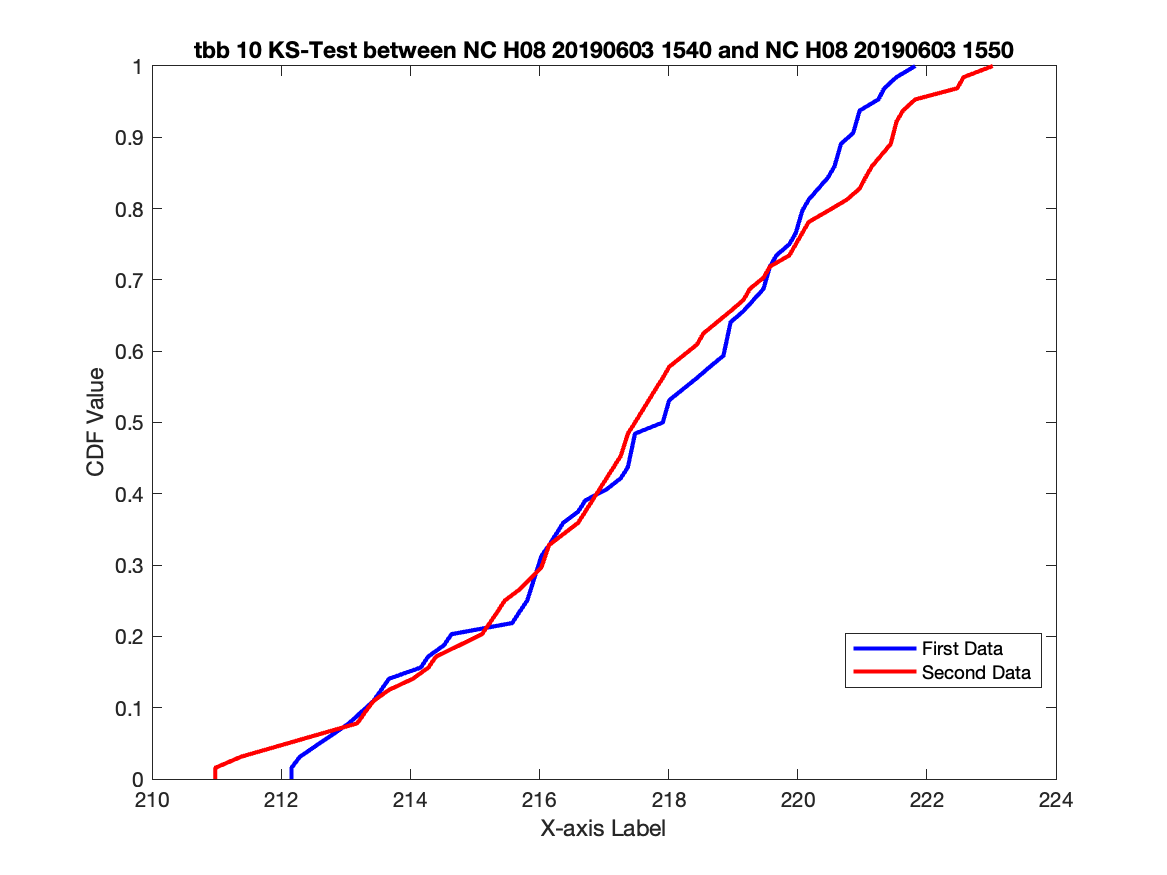 tbb 10 KS-Test between NC H08 20190603 1540 and NC H08 20190603 1550
1
0.9
0.8
0.7
0.6
0.5
0.4
0.3
0.2
0.1
0
CDF Value
First Data
Second Data
210 212 214 216 218 220 222 224
X-axis Label